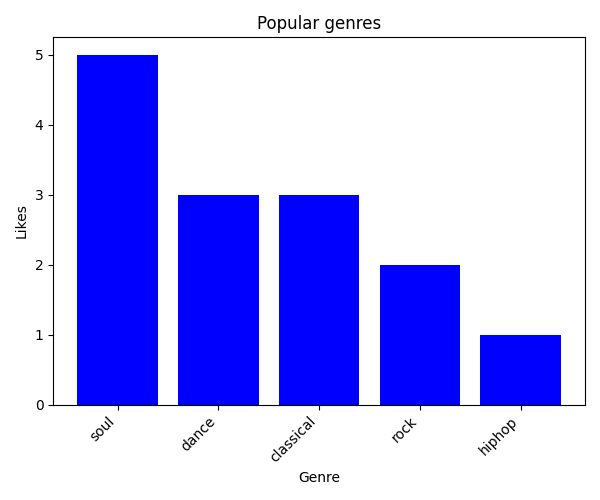 Popular genres
Likes
5
4
3
2
1
0
soul
dance
classical
rock
hiphop
Genre